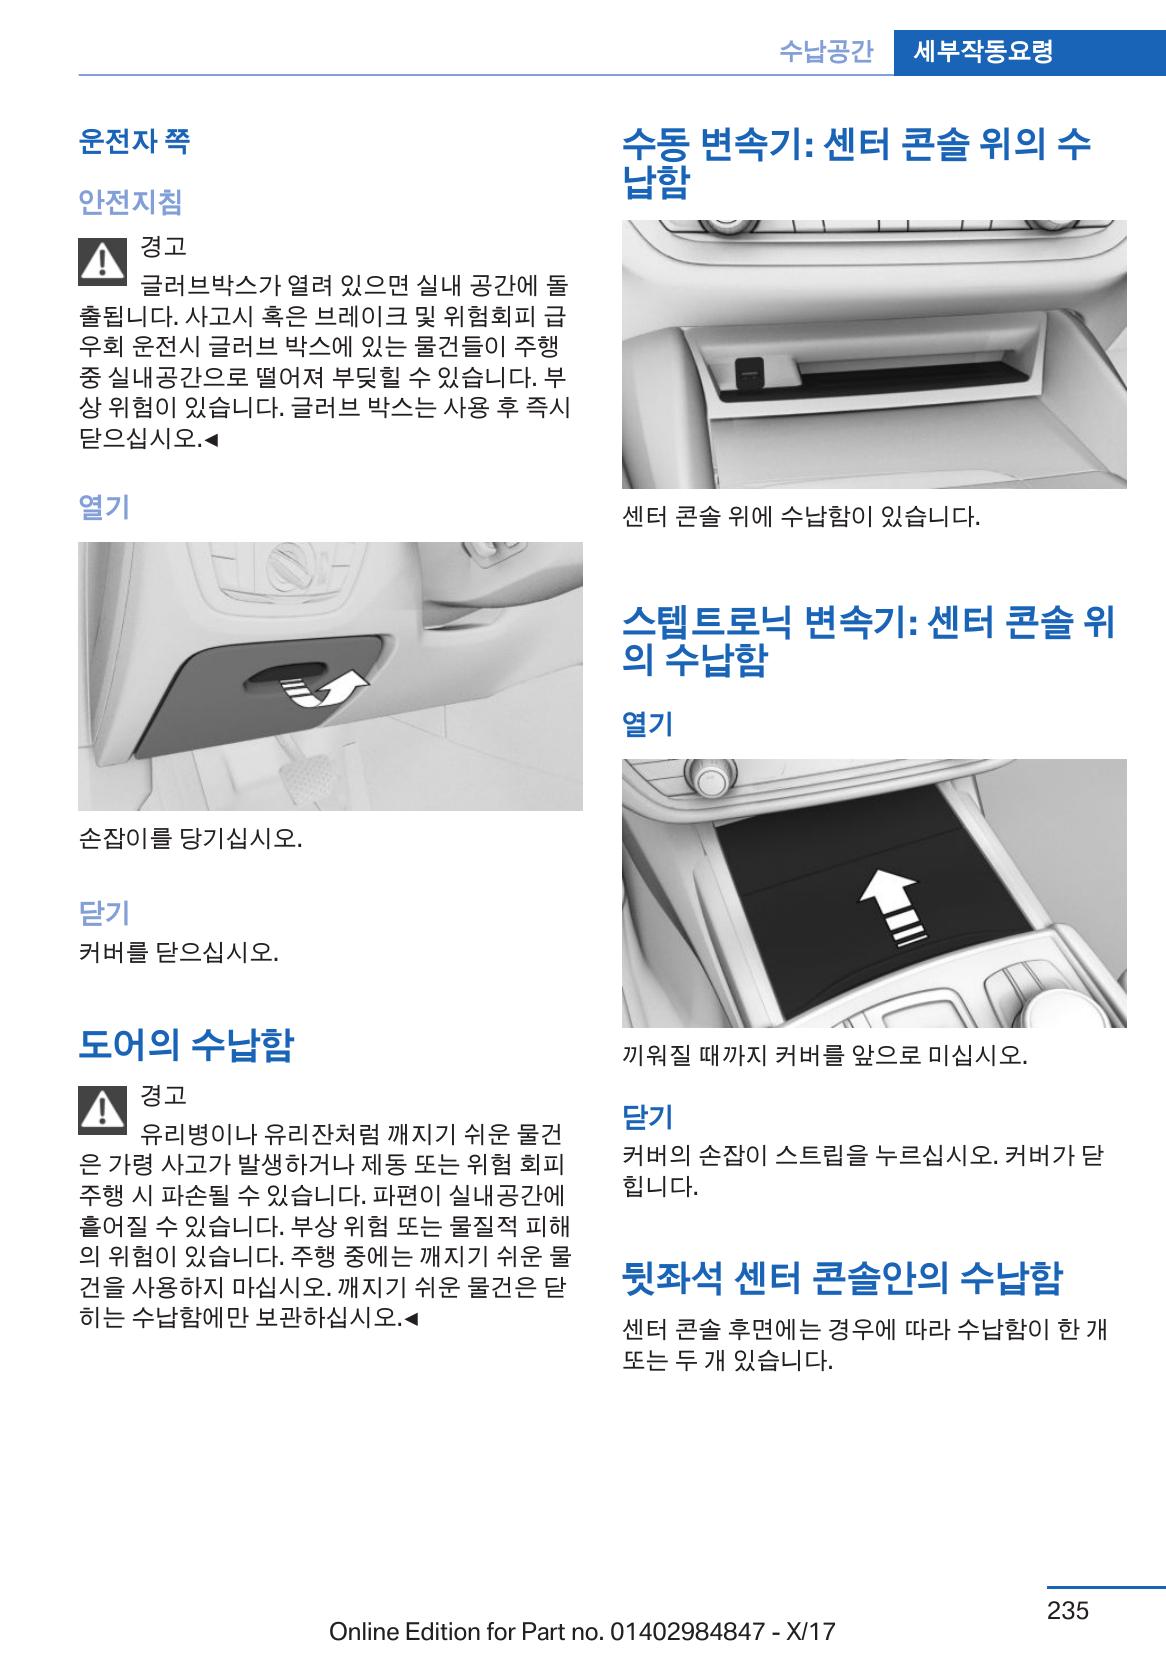 수납공간
세부작동요령
운전자 쪽
안전지침
경고
글러브박스가 열려 있으면 실내 공간에 돌
출됩니다. 사고시 혹은 브레이크 및 위험회피 급
우회 운전시 글러브 박스에 있는 물건들이 주행
중 실내공간으로 떨어져 부딪힐 수 있습니다. 부
상 위험이 있습니다. 글러브 박스는 사용 후 즉시
닫으십시오.◄
열기
손잡이를 당기십시오.
닫기
커버를 닫으십시오.
도어의 수납함
경고
유리병이나 유리잔처럼 깨지기 쉬운 물건
은 가령 사고가 발생하거나 제동 또는 위험 회피
주행 시 파손될 수 있습니다. 파편이 실내공간에
흩어질 수 있습니다. 부상 위험 또는 물질적 피해
의 위험이 있습니다. 주행 중에는 깨지기 쉬운 물
건을 사용하지 마십시오. 깨지기 쉬운 물건은 닫
히는 수납함에만 보관하십시오.◄
수동 변속기: 센터 콘솔 위의 수
납함
센터 콘솔 위에 수납함이 있습니다.
스텝트로닉 변속기: 센터 콘솔 위
의 수납함
열기
끼워질 때까지 커버를 앞으로 미십시오.
닫기
커버의 손잡이 스트립을 누르십시오. 커버가 닫
힙니다.
뒷좌석 센터 콘솔안의 수납함
센터 콘솔 후면에는 경우에 따라 수납함이 한 개
또는 두 개 있습니다.
235
Online Edition for Part no. 01402984847 - X/17